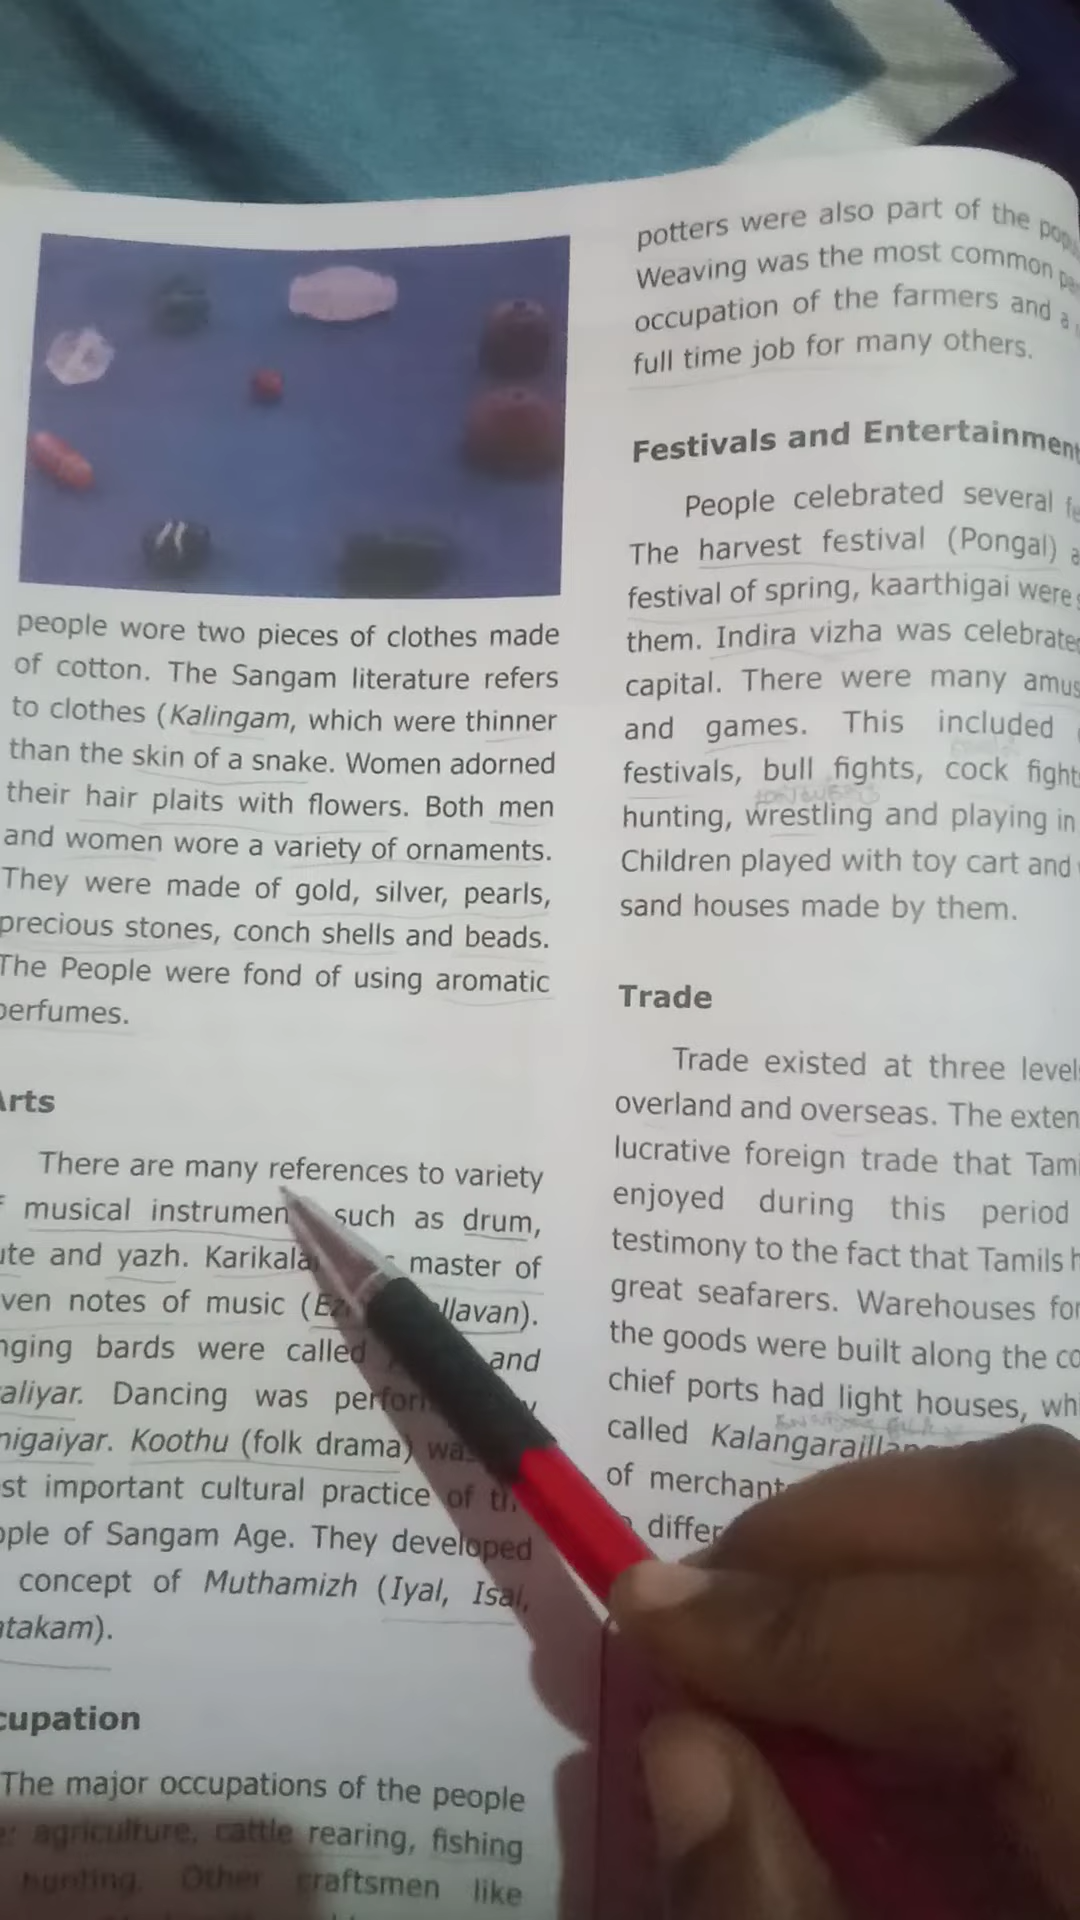 people wore two pieces of clothes made
of cotton. The Sangam literature refers
to clothes (Kalingam, which were thinner
than the skin of a snake. Women adorned
their hair plaits with flowers. Both men
and women wore a variety of ornaments.
They were made of gold, silver, pearls,
precious stones, conch shells and beads.
The People were fond of using aromatic
perfumes.
Arts
There are many references to variety
musical instrumen such as drum,
ute and yazh. Karikala master of
ven notes of music (Ez llavan).
nging bards were called and
aliyar. Dancing was perform
nigaiyar. Koothu (folk drama) wa
st important cultural practice of th
ople of Sangam Age. They developed
concept of Muthamizh (Iyal, Isai,
atakam).
cupation
The major occupations of the people
agriculture, cattle rearing, fishing
hunting. Other craftsmen like
potters were also part of the popu
Weaving was the most common
occupation of the farmers and a
full time job for many others.
Festivals and Entertainment
People celebrated several fe
The harvest festival (Pongal) a
festival of spring, kaarthigai were
them. Indira vizha was celebrated
capital. There were many amus
and games. This included
festivals, bull fights, cock fight
hunting, wrestling and playing in
Children played with toy cart and
sand houses made by them.
Trade
Trade existed at three level
overland and overseas. The exten
lucrative foreign trade that Tami
enjoyed during this period
testimony to the fact that Tamils h
great seafarers. Warehouses for
the goods were built along the co
chief ports had light houses, wh
called Kalangaraillan
of merchant
differ